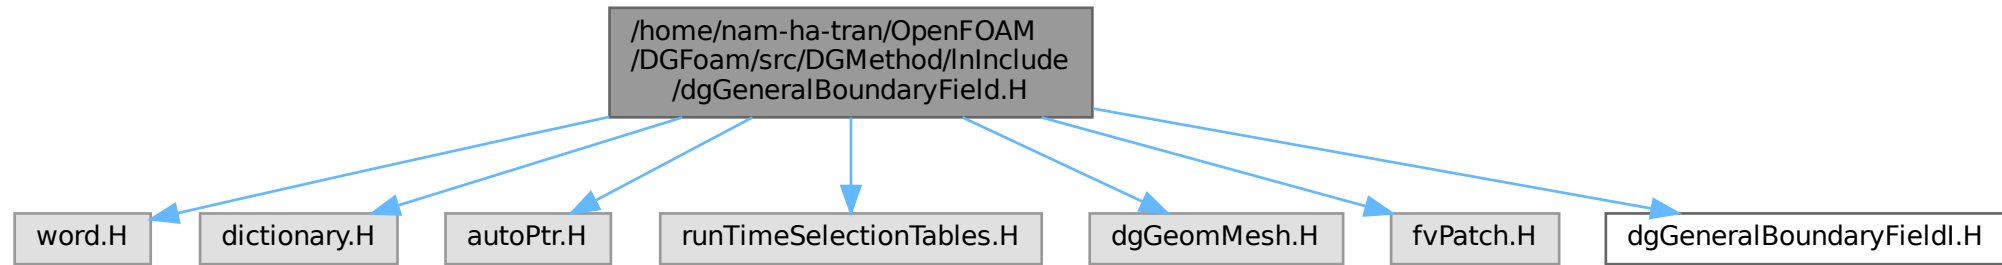 /home/nam-ha-tran/OpenFOAM
/DGFoam/src/DGMethod/lnInclude
/dgGeneralBoundaryField.H
word.H
dictionary.H
autoPtr.H
runTimeSelectionTables.H
dgGeomMesh.H
fvPatch.H
dgGeneralBoundaryFieldI.H